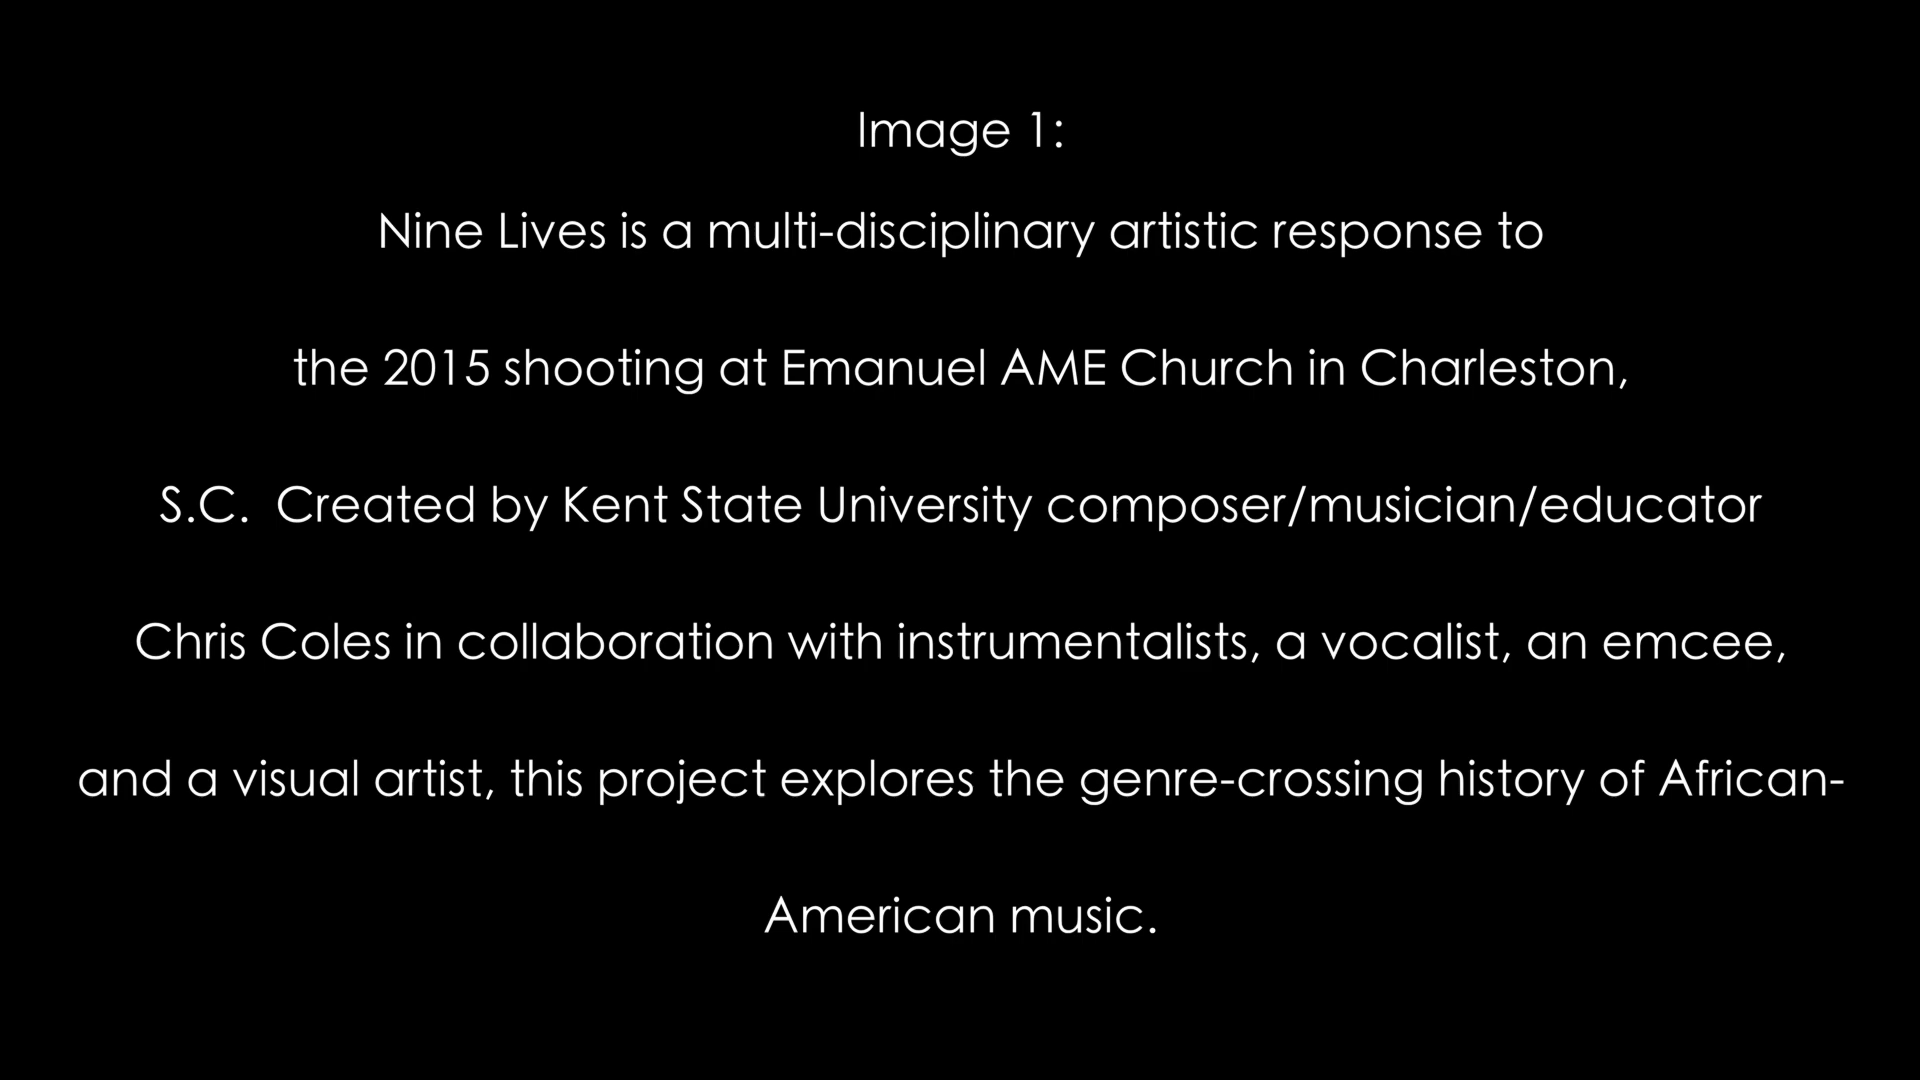 Image 1:
Nine Lives is a multi-disciplinary artistic response to
the 2015 shooting at Emanuel AME Church in Charleston,
S.C.  Created by Kent State University composer/musician/educator
Chris Coles in collaboration with instrumentalists, a vocalist, an emcee,
and a visual artist, this project explores the genre-crossing history of African-
American music.